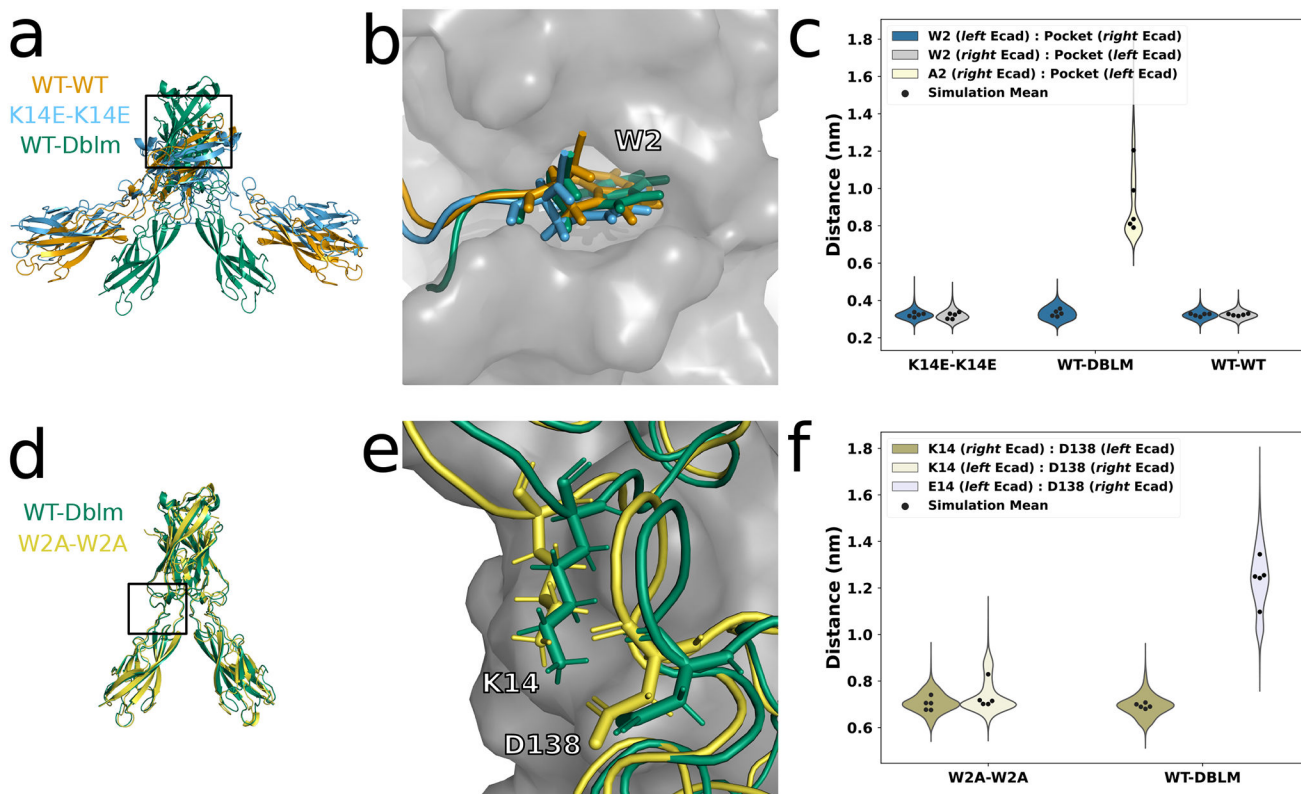 a
WT-WT
K14E-K14E
WT-Dblm
b
W2
c
W2 (left Ecad) : Pocket (right Ecad)
W2 (right Ecad) : Pocket (left Ecad)
A2 (right Ecad) : Pocket (left Ecad)
Simulation Mean
Distance (nm)
1.8
1.6
1.4
1.2
1.0
0.8
0.6
0.4
0.2
K14E-K14E
WT-DBLM
WT-WT
d
WT-Dblm
W2A-W2A
e
K14
D138
f
K14 (right Ecad) : D138 (left Ecad)
K14 (left Ecad) : D138 (right Ecad)
E14 (left Ecad) : D138 (right Ecad)
Simulation Mean
Distance (nm)
1.8
1.6
1.4
1.2
1.0
0.8
0.6
W2A-W2A
WT-DBLM